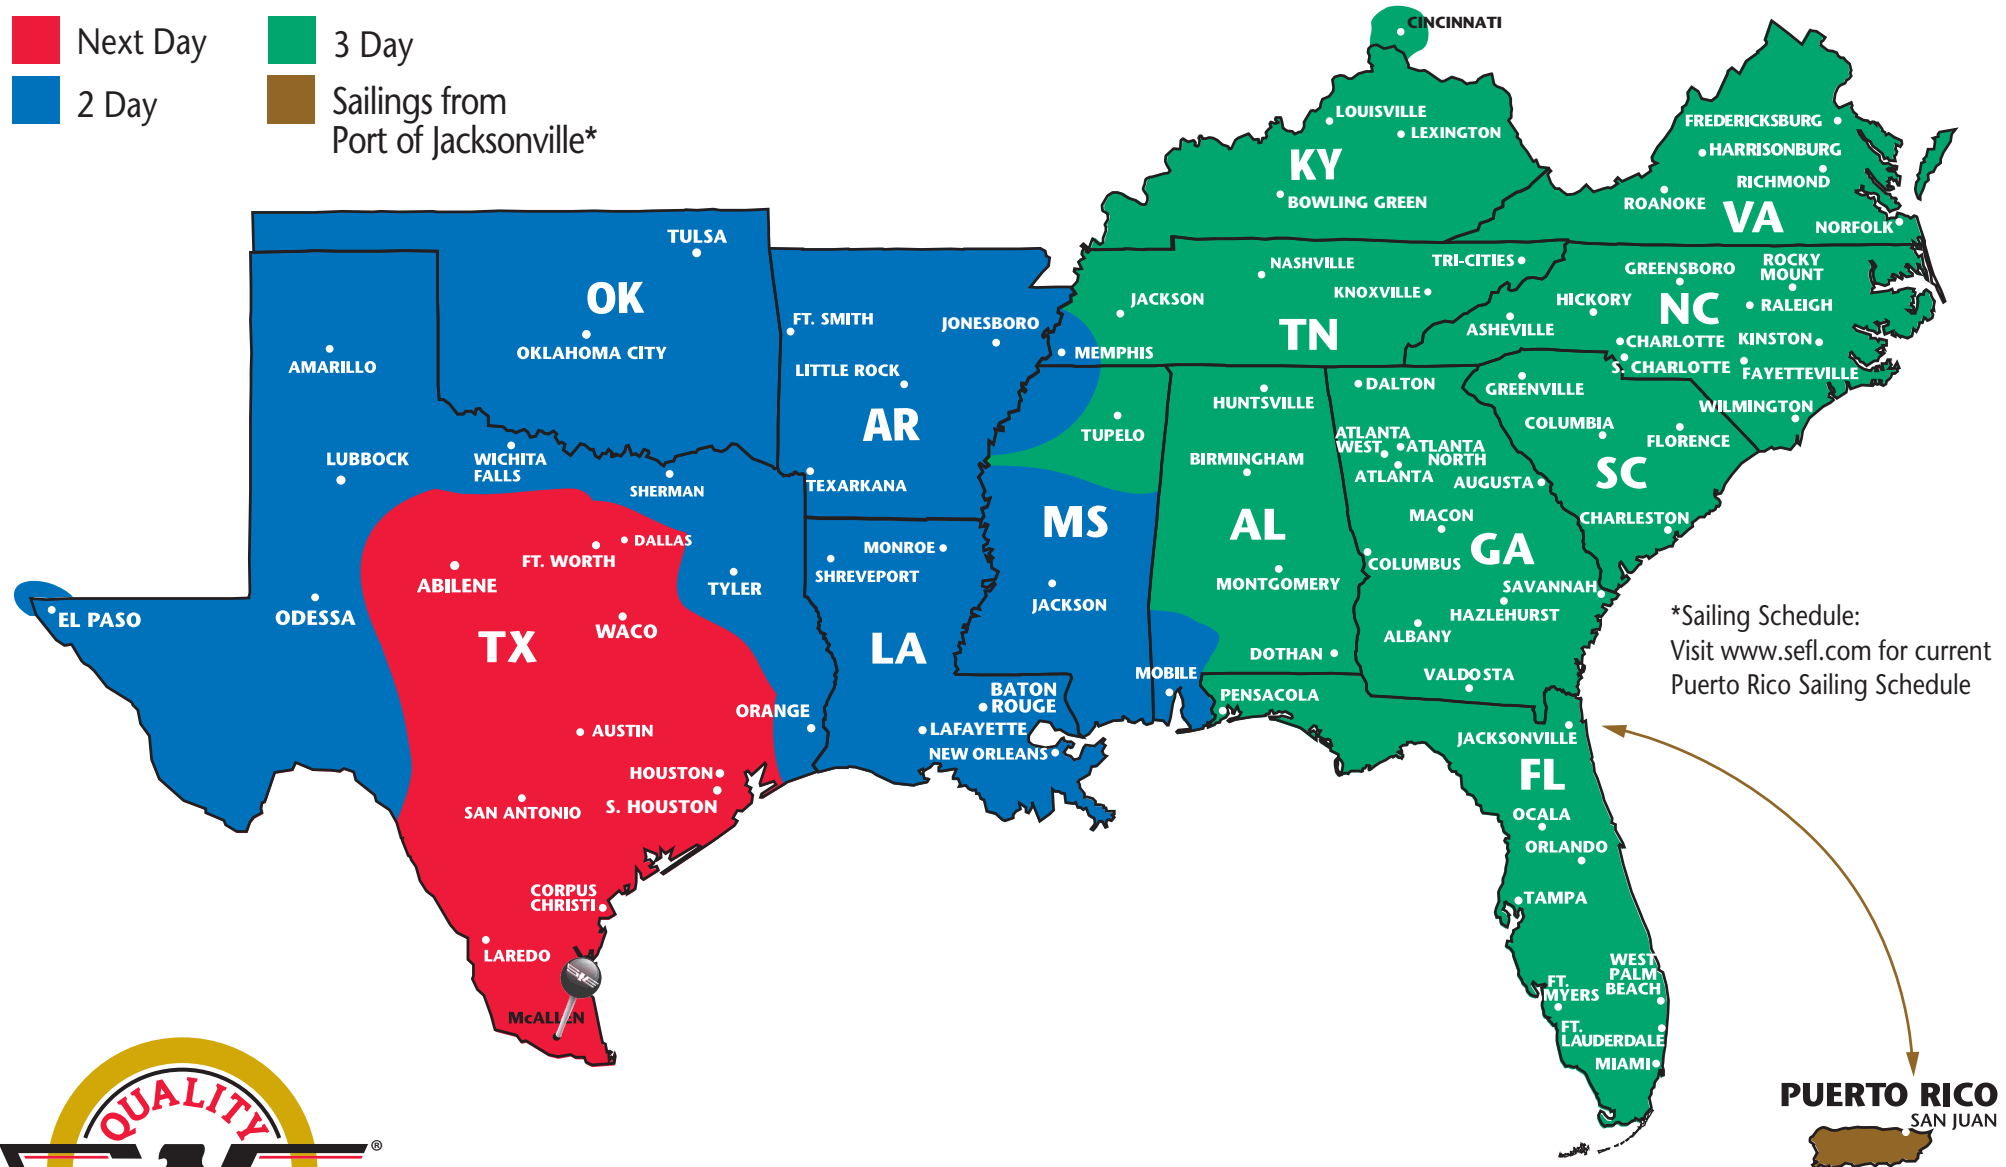 Next Day
3 Day
2 Day
Sailings from
Port of Jacksonville*
CINCINNATI
LOUISVILLE
LEXINGTON
KY
BOWLING GREEN
FREDERICKSBURG
HARRISONBURG
RICHMOND
ROANOKE
VA
NORFOLK
TULSA
OK
OKLAHOMA CITY
AMARILLO
FT. SMITH
JONESBORO
LITTLE ROCK
AR
TEXARKANA
NASHVILLE
TRI-CITIES
JACKSON
KNOXVILLE
TN
MEMPHIS
GREENSBORO
ROCKY
MOUNT
HICKORY
NC
RALEIGH
ASHEVILLE
CHARLOTTE
KINSTON
S. CHARLOTTE
FAYETTEVILLE
WILMINGTON
LUBBOCK
WICHITA
FALLS
SHERMAN
DALLAS
FT. WORTH
ABILENE
TYLER
EL PASO
ODESSA
WACO
TX
ORANGE
AUSTIN
HOUSTON
S. HOUSTON
SAN ANTONIO
CORPUS
CHRISTI
LAREDO
McALLEN
MONROE
SHREVEPORT
LA
BATON
ROUGE
LAFAYETTE
NEW ORLEANS
TUPELO
MS
JACKSON
HUNTSVILLE
BIRMINGHAM
AL
MONTGOMERY
DOTHAN
MOBILE
DALTON
ATLANTA
WEST
ATLANTA
NORTH
ATLANTA
AUGUSTA
MACON
GA
COLUMBUS
SAVANNAH
HAZLEHURST
ALBANY
VALDOSTA
GREENVILLE
COLUMBIA
FLORENCE
SC
CHARLESTON
PENSACOLA
JACKSONVILLE
FL
OCALA
ORLANDO
TAMPA
WEST
PALM
BEACH
FT.
MYERS
FT.
LAUDERDALE
MIAMI
*Sailing Schedule:
Visit www.sefl.com for current
Puerto Rico Sailing Schedule
PUERTO RICO
SAN JUAN
QUALITY
®